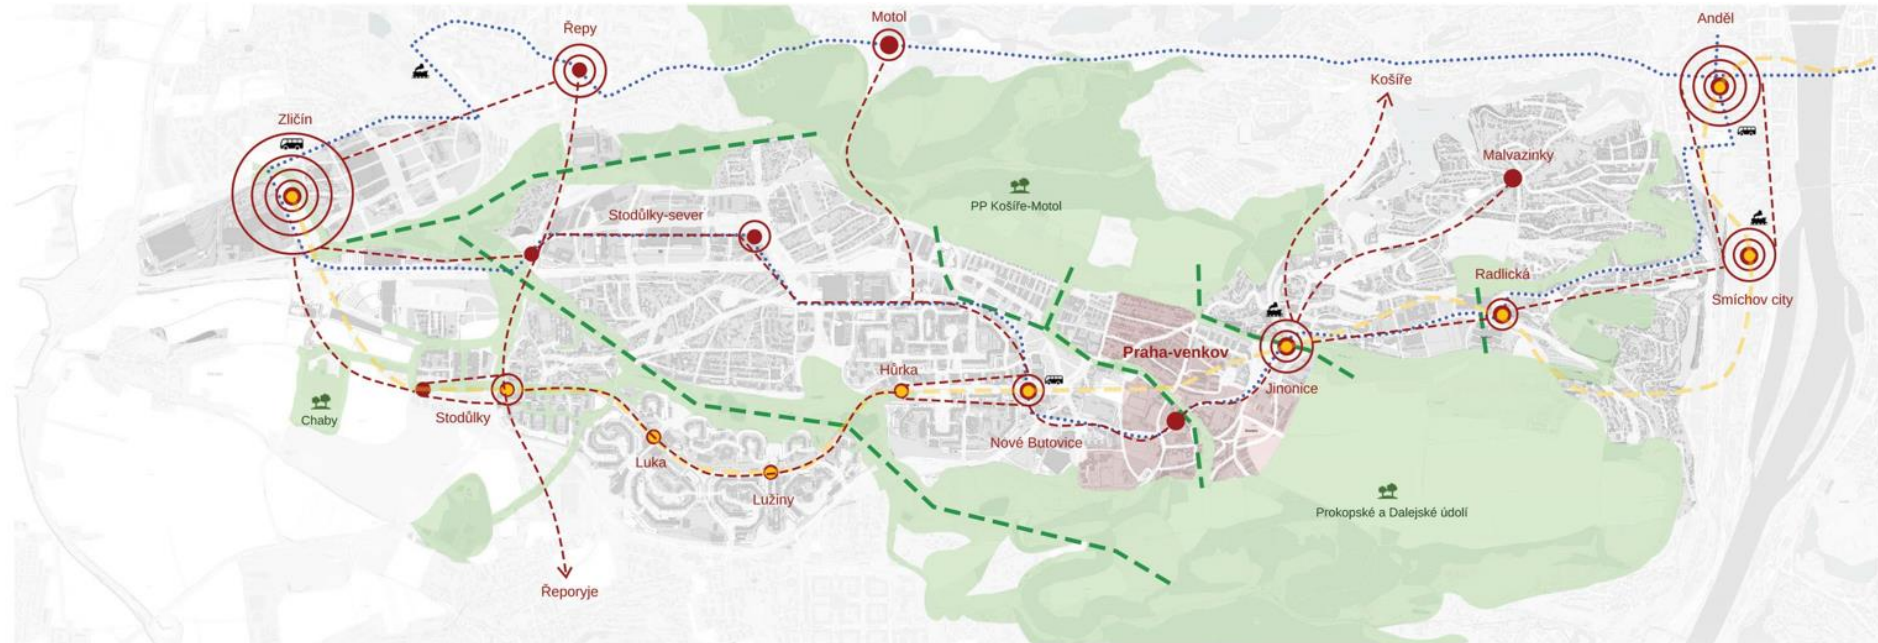 Řepy
Motol
Anděl
Košíře
Zličín
Malvazinky
PP Košíře-Motol
Stodůlky-sever
Radlická
Smíchov city
Praha-venkov
Hůrka
Jinonice
Chaby
Stodůlky
Nové Butovice
Luka
Lužiny
Prokopské a Dalejské údolí
Řeporyje